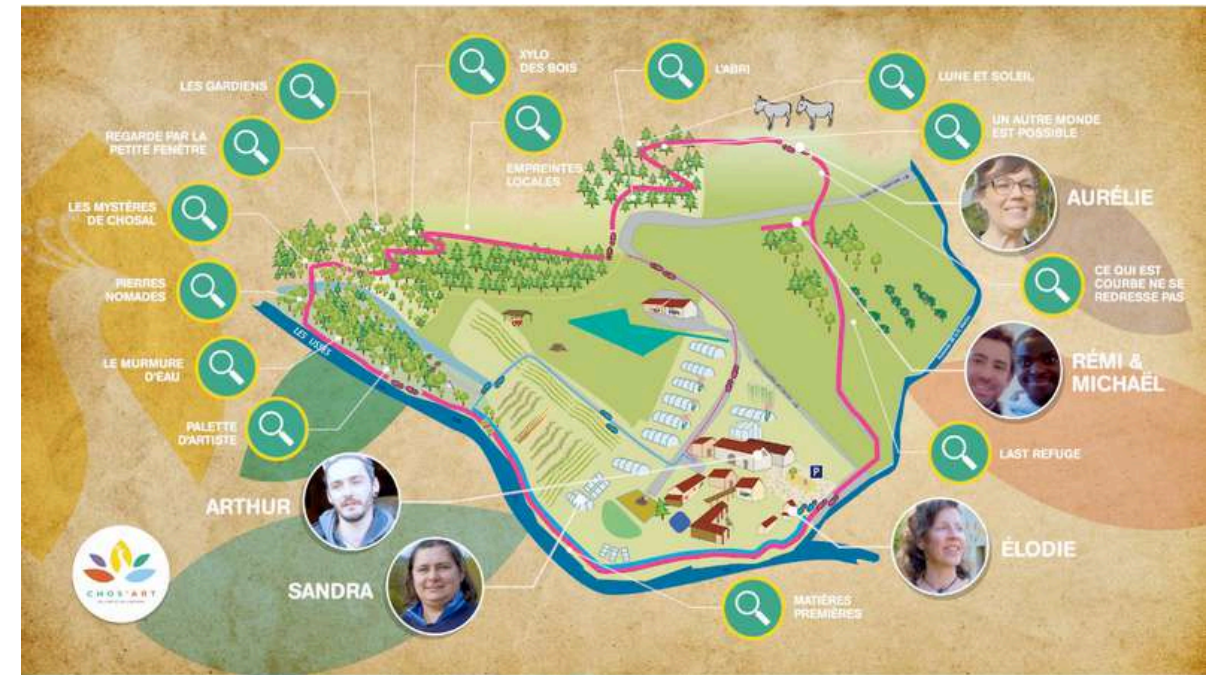 LES GARDIENS
XYLO
DES BOIS
L'ABRI
LUNE ET SOLEIL
REGARDE PAR LA
PETITE FENÊTRE
EMPREINTES
LOCALES
UN AUTRE MONDE
EST POSSIBLE
AURÉLIE
LES MYSTÈRES
DE CHOSAL
CE QUI EST
COURBE NE SE
REDRESSE PAS
PIERRES
NOMADES
LES USSES
LE MURMURE
D'EAU
RÉMI &
MICHAËL
PALETTE
D'ARTISTE
LAST REFUGE
P
ARTHUR
ÉLODIE
SANDRA
MATIÈRES
PREMIÈRES
CHOS'ART